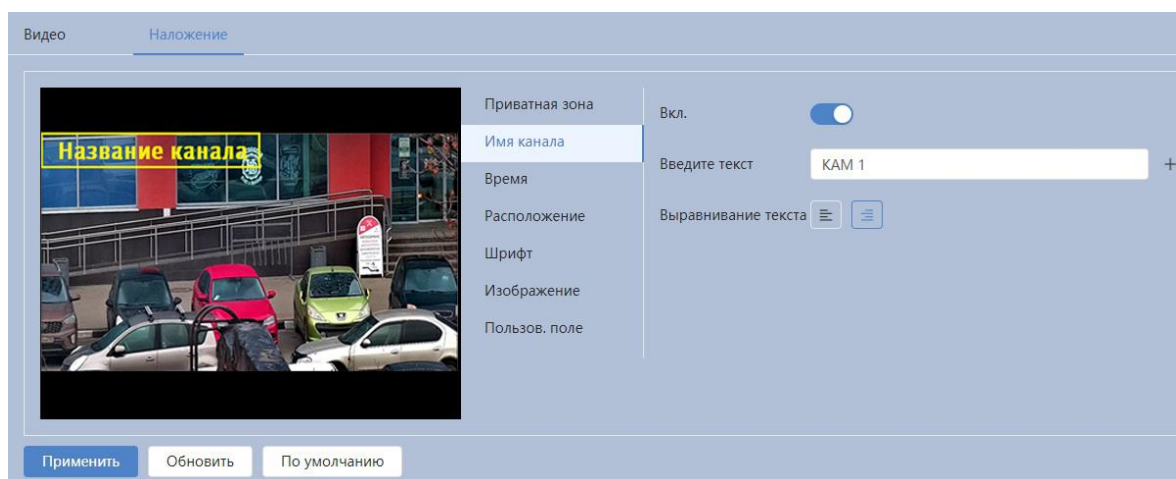 Видео Наложение
Название канала
Приватная зона
Имя канала
Время
Расположение
Шрифт
Изображение
Пользов. поле
Вкл.
Введите текст КАМ 1 +
Выравнивание текста
Применить Обновить По умолчанию